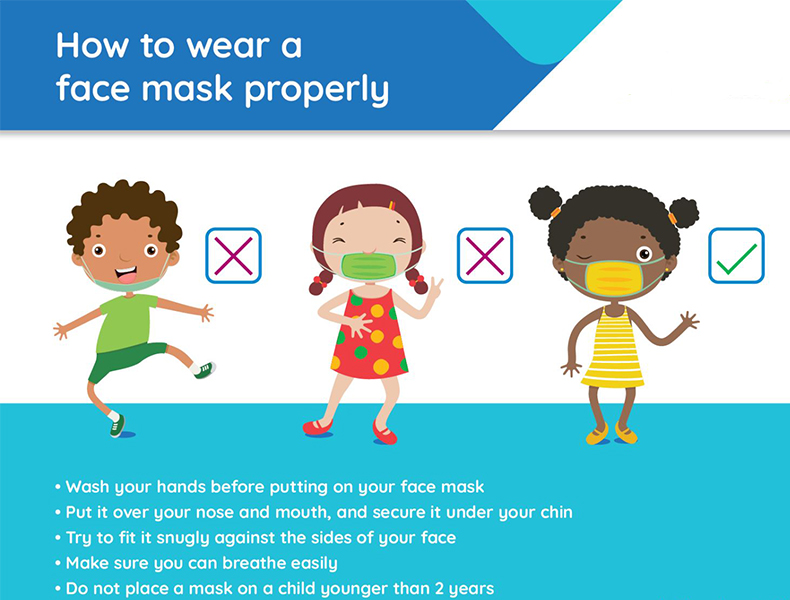 How to wear a
face mask properly
• Wash your hands before putting on your face mask
• Put it over your nose and mouth, and secure it under your chin
• Try to fit it snugly against the sides of your face
• Make sure you can breathe easily
• Do not place a mask on a child younger than 2 years